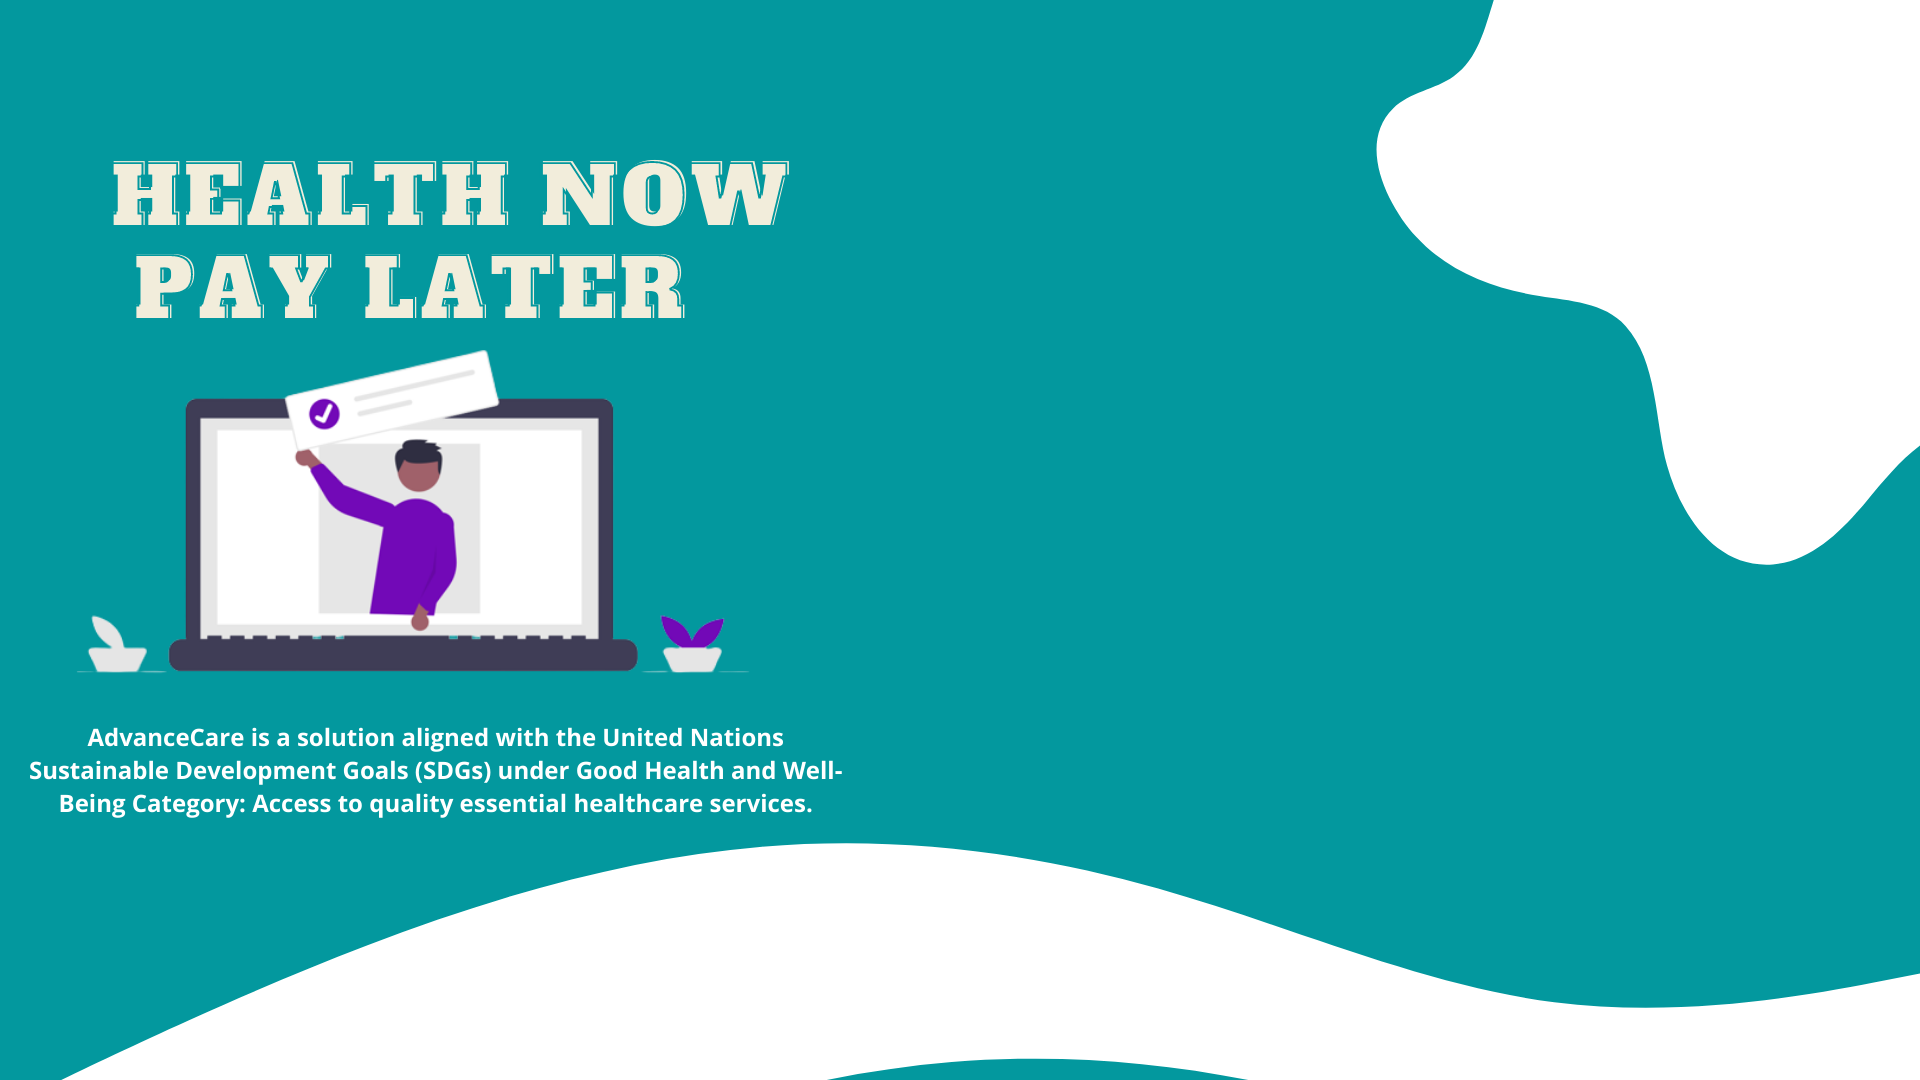 HEALTH NOW
PAY LATER
AdvanceCare is a solution aligned with the United Nations
Sustainable Development Goals (SDGs) under Good Health and Well-
Being Category: Access to quality essential healthcare services.